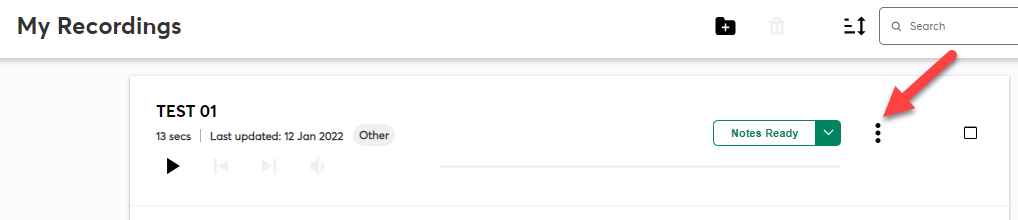 My Recordings
Search
TEST 01
13 secs | Last updated: 12 Jan 2022 Other
Notes Ready